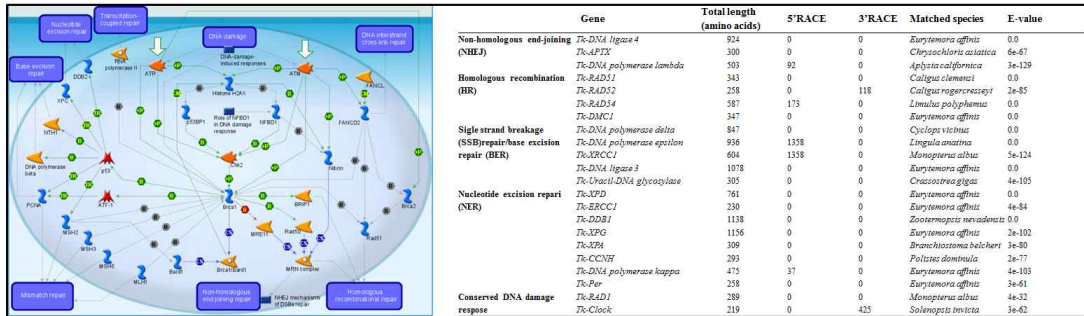 Transcription-
coupled repair
Nucleotide
excision repair
DNA damage
DNA interstrand
cross-link repair
RNA
polymerase II
DDB2
ATR
DNA-damage-
induced responses
ATM
FANCL
Base excision
repair
XPC
Histone H2AX
p53BP1
Role of NFBD1
in DNA damage
response
NFBD1
FANCD2
NTH1
DNA polymerase
beta
p53
Chk2
Nibrin
PCNA
ATF-1
Brca1
BRIP1
Brca2
MSH2
MRE11
Rad50
Rad51
MSH3
MSH6
MLH1
Bard1
Brca1/Bard1
MRN complex
Mismatch repair
Non-homologous
end joining repair
NHEJ mechanisms
of DSBs repair
Homologous
recombinational repair
Gene Total length (amino acids) 5'RACE 3'RACE Matched species E-value
Non-homologous end-joining Tk-DNA ligase 4 924 0 0 Eurytemora affinis 0.0
(NHEJ) Tk-APTX 300 0 0 Chrysochloris asiatica 6e-67
Tk-DNA polymerase lambda 503 92 0 Aplysia californica 3e-129
Homologous recombination Tk-RAD51 343 0 0 Caligus clemensi 0.0
(HR) Tk-RAD52 258 0 118 Caligus rogercresseyi 2e-85
Tk-RAD54 587 173 0 Limulus polyphemus 0.0
Tk-DMC1 347 0 0 Eurytemora affinis 0.0
Sigle strand breakage Tk-DNA polymerase delta 847 0 0 Cyclops vicinus 0.0
(SSB)repair/base excision Tk-DNA polymerase epsilon 936 1358 0 Lingula anatina 0.0
repair (BER) Tk-XRCC1 604 1358 0 Monopterus albus 5e-124
Tk-DNA ligase 3 1078 0 0 Eurytemora affinis 0.0
Tk-Uracil-DNA glycosylase 305 0 0 Crassostrea gigas 4e-105
Nucleotide excision repari Tk-XPD 761 0 0 Eurytemora affinis 0.0
(NER) Tk-ERCC1 230 0 0 Eurytemora affinis 4e-84
Tk-DDB1 1138 0 0 Zootermopsis nevadensis 0.0
Tk-XPG 1156 0 0 Eurytemora affinis 2e-102
Tk-XPA 309 0 0 Branchiostoma belcheri 3e-80
Tk-CCNH 293 0 0 Polistes dominula 2e-77
Tk-DNA polymerase kappa 475 37 0 Eurytemora affinis 4e-103
Tk-Per 258 0 0 Eurytemora affinis 3e-61
Conserved DNA damage Tk-RAD1 289 0 0 Monopterus albus 4e-32
respose Tk-Clock 219 0 425 Solenopsis invicta 3e-62